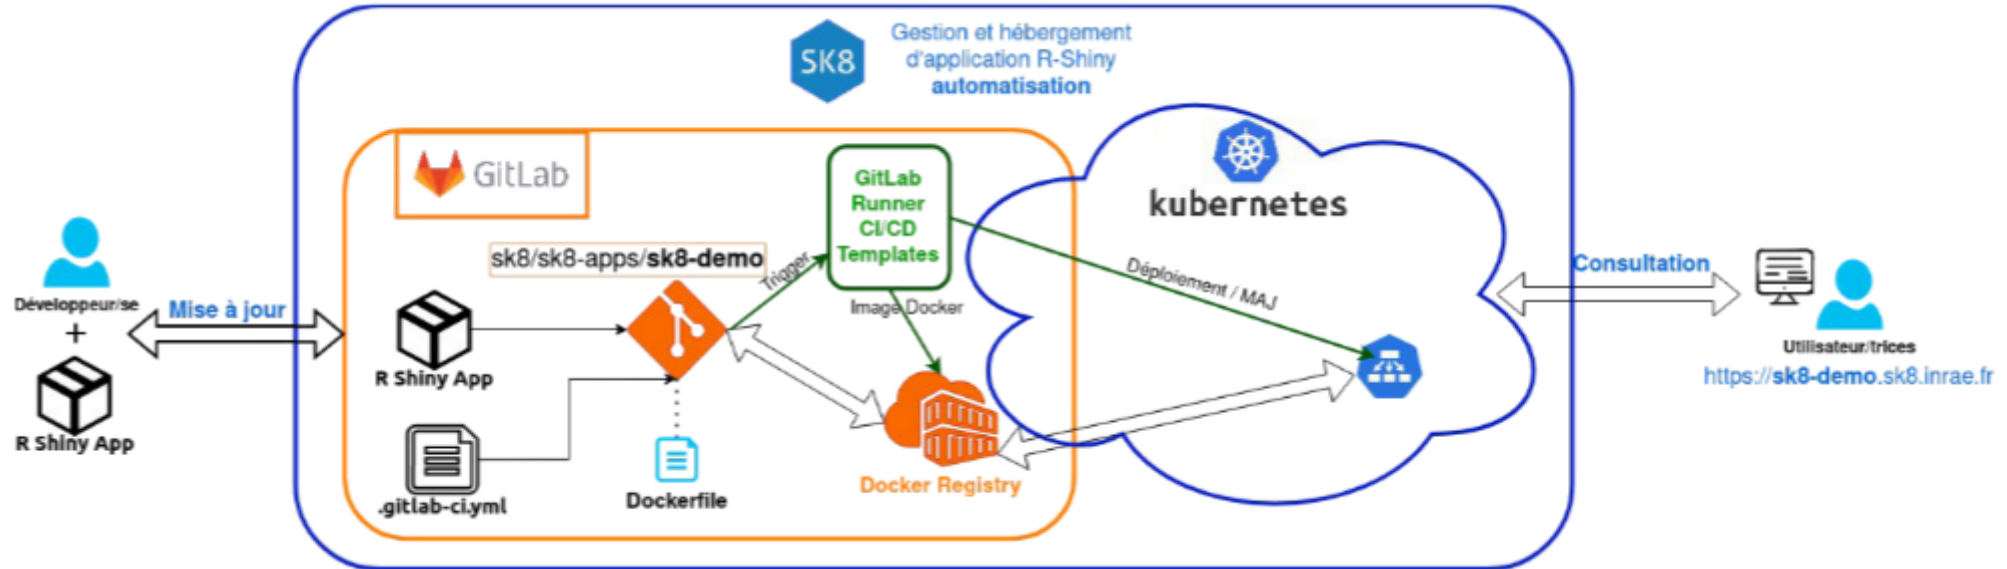 SK8
Gestion et hébergement
d'application R-Shiny
automatisation
GitLab
GitLab
Runner
CI/CD
Templates
kubernetes
sk8/sk8-apps/sk8-demo
Trigger
Déploiement / MAJ
Image Docker
Développeur/se
+
R Shiny App
Mise à jour
R Shiny App
.gitlab-ci.yml
Dockerfile
Docker Registry
Consultation
Utilisateur/trices
https://sk8-demo.sk8.inrae.fr